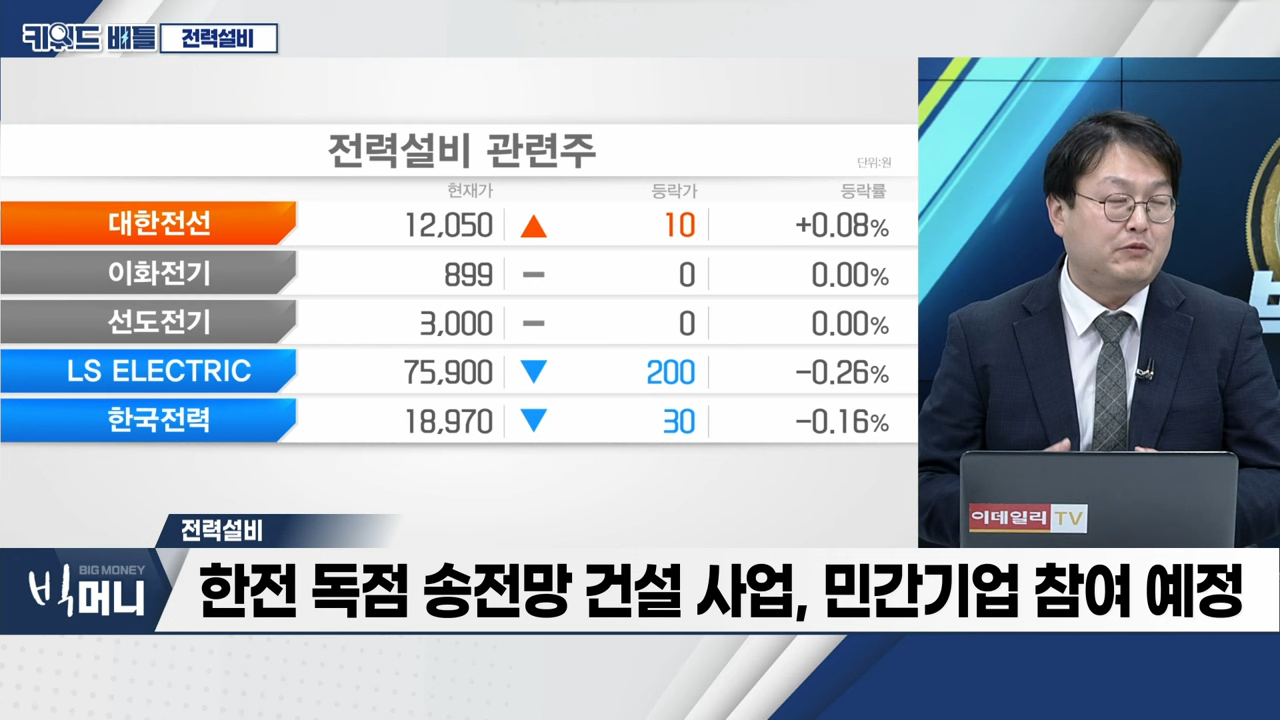 키워드 배틀 전력설비
전력설비 관련주
단위:원
현재가 등락가 등락률
대한전선 12,050 ▲ 10 +0.08%
이화전기 899 - 0 0.00%
선도전기 3,000 - 0 0.00%
LS ELECTRIC 75,900 ▼ 200 -0.26%
한국전력 18,970 ▼ 30 -0.16%
이데일리TV
전력설비
BIG MONEY
빅머니
한전 독점 송전망 건설 사업, 민간기업 참여 예정